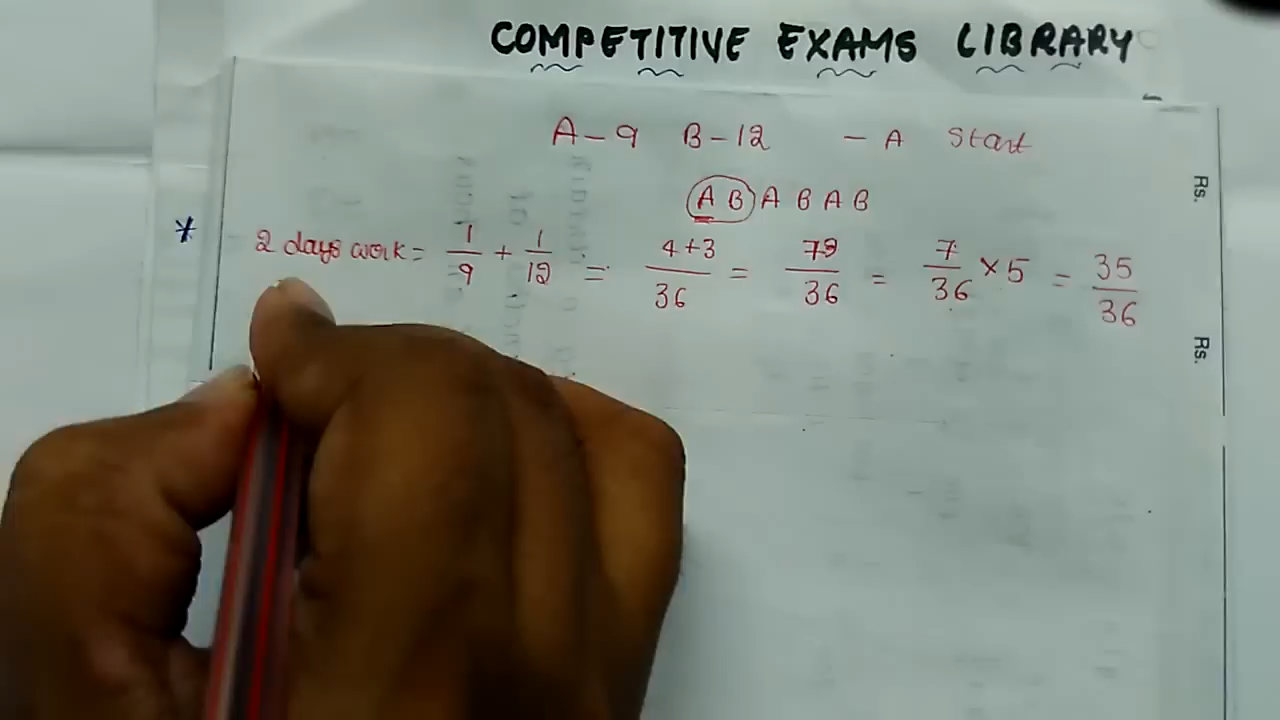 COMPETITIVE EXAMS LIBRARY
A - 9 B - 12 - A Start
A B A B A B
* 2 days work = 1/9 + 1/12 = 4+3/36 = 7/36 = 7/36 × 5 = 35/36
Rs.
Rs.